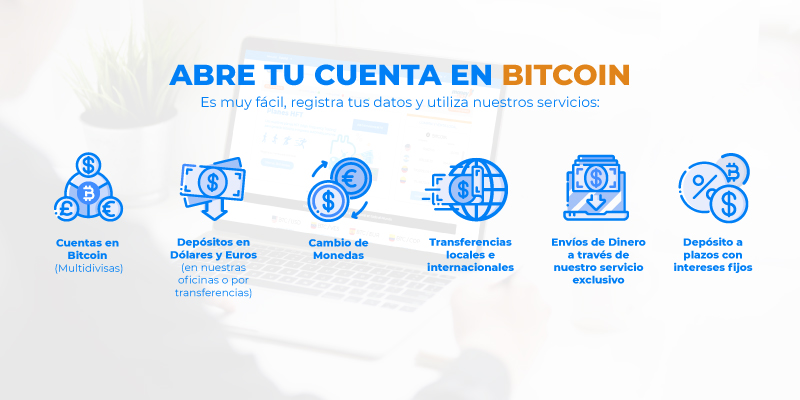 ABRE TU CUENTA EN BITCOIN
Es muy fácil, registra tus datos y utiliza nuestros servicios:
Cuentas en
Bitcoin
(Multidivisas)
Depósitos en
Dólares y Euros
(en nuestras
oficinas o por
transferencias)
Cambio de
Monedas
Transferencias
locales e
internacionales
Envíos de Dinero
a través de
nuestro servicio
exclusivo
Depósito a
plazos con
intereses fijos